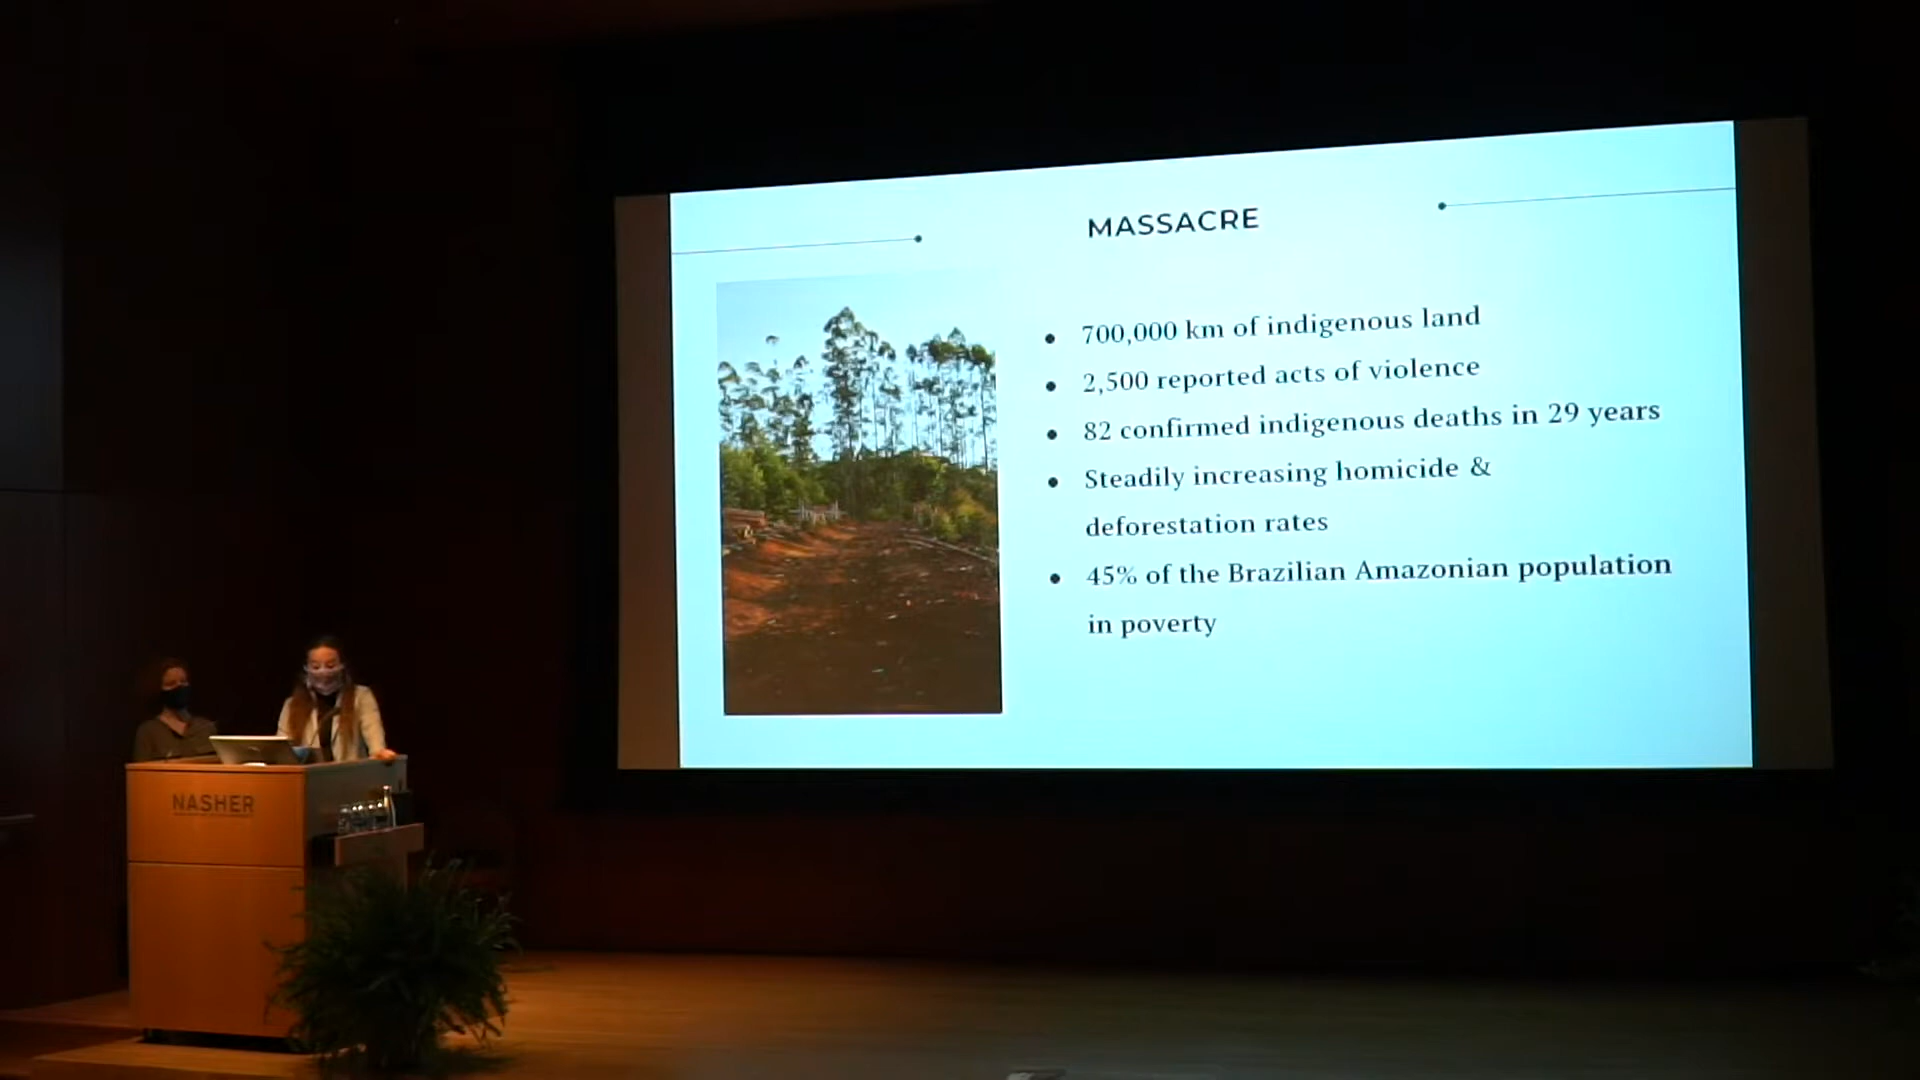 MASSACRE
• 700,000 km of indigenous land
• 2,500 reported acts of violence
• 82 confirmed indigenous deaths in 29 years
• Steadily increasing homicide &
deforestation rates
• 45% of the Brazilian Amazonian population
in poverty
NASHER